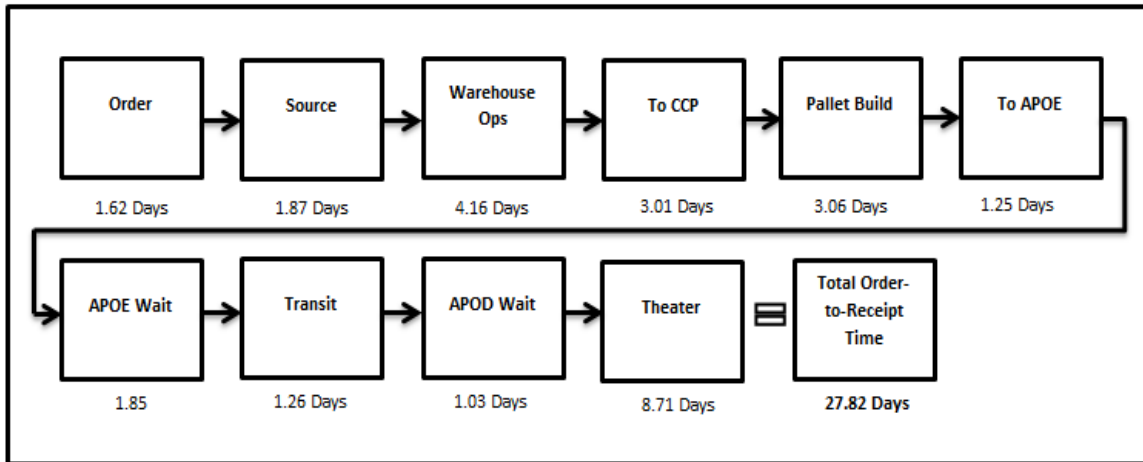 Order
Source
Warehouse
Ops
To CCP
Pallet Build
To APOE
1.62 Days
1.87 Days
4.16 Days
3.01 Days
3.06 Days
1.25 Days
APOE Wait
Transit
APOD Wait
Theater
Total Order-
to-Receipt
Time
1.85
1.26 Days
1.03 Days
8.71 Days
27.82 Days